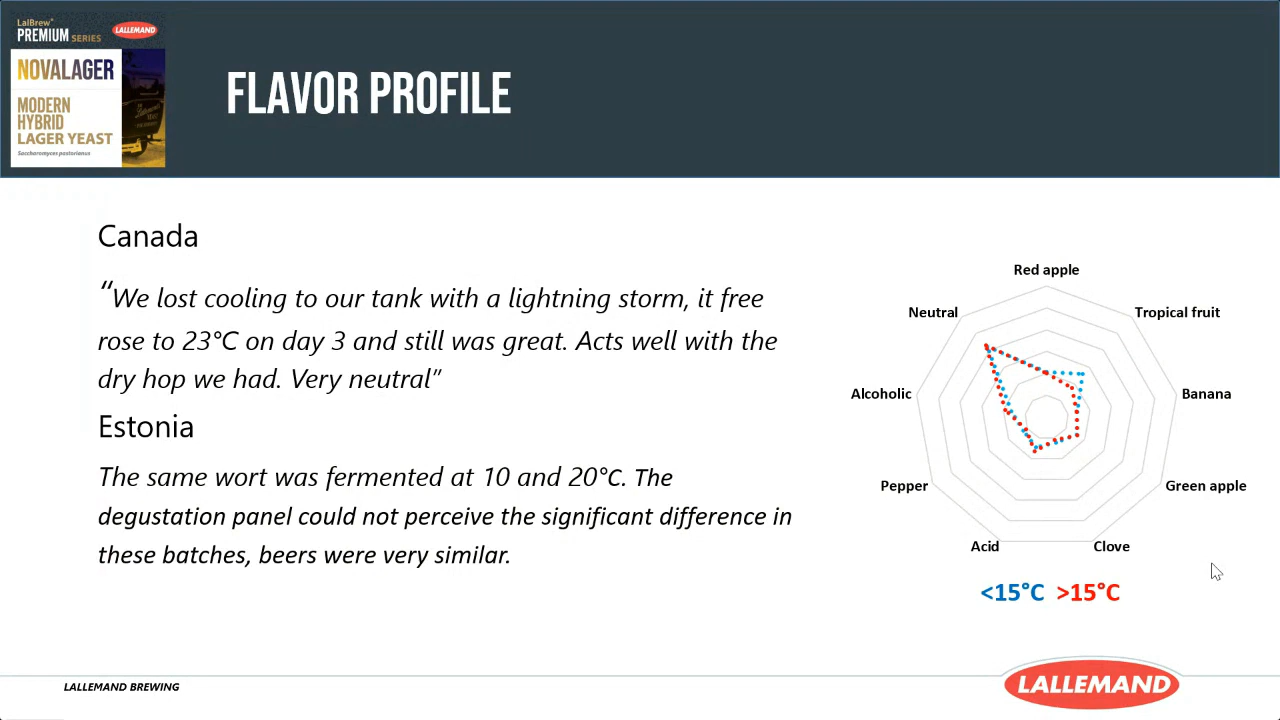 LalBrew®
PREMIUM SERIES
LALLEMAND
NOVALAGER
MODERN
HYBRID
LAGER YEAST
Saccharomyces pastorianus
FLAVOR PROFILE
Canada
“We lost cooling to our tank with a lightning storm, it free
rose to 23°C on day 3 and still was great. Acts well with the
dry hop we had. Very neutral”
Estonia
The same wort was fermented at 10 and 20°C. The
degustation panel could not perceive the significant difference in
these batches, beers were very similar.
Red apple
Neutral
Tropical fruit
Alcoholic
Banana
Pepper
Green apple
Acid
Clove
<15°C >15°C
LALLEMAND BREWING
LALLEMAND